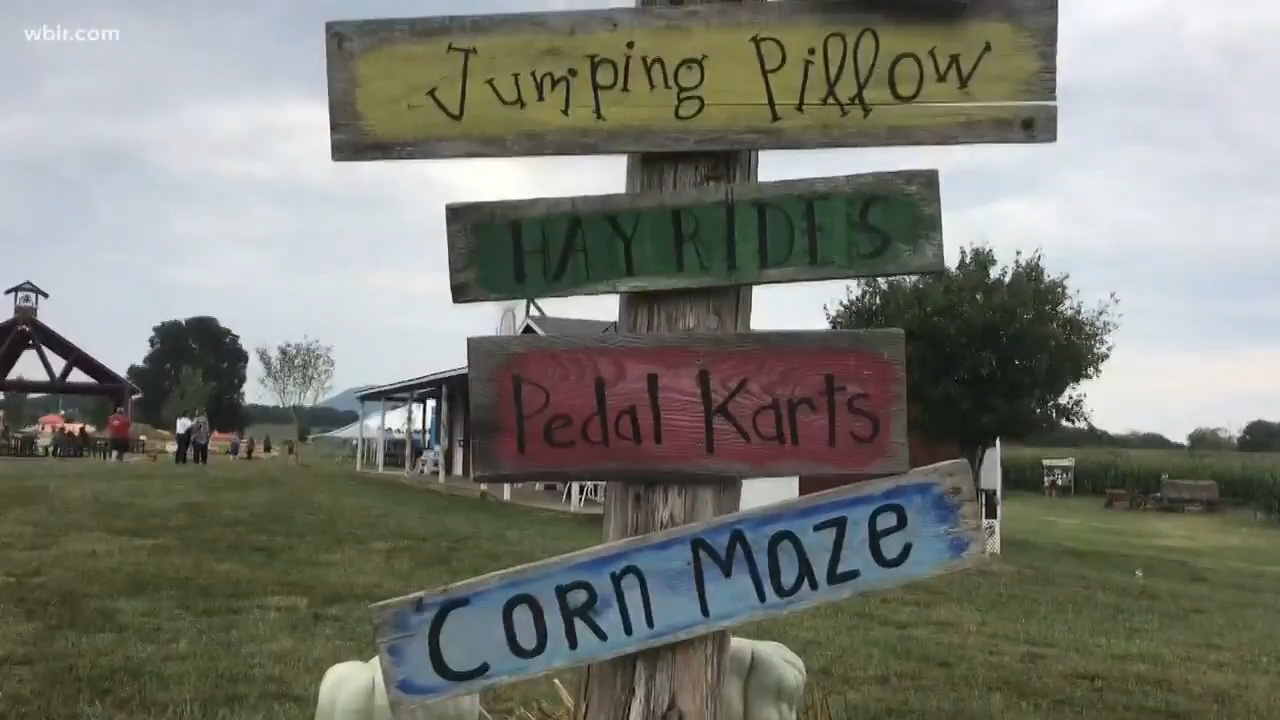 wbir.com
Jumping Pillow
HAY RIDES
Pedal Karts
Corn Maze